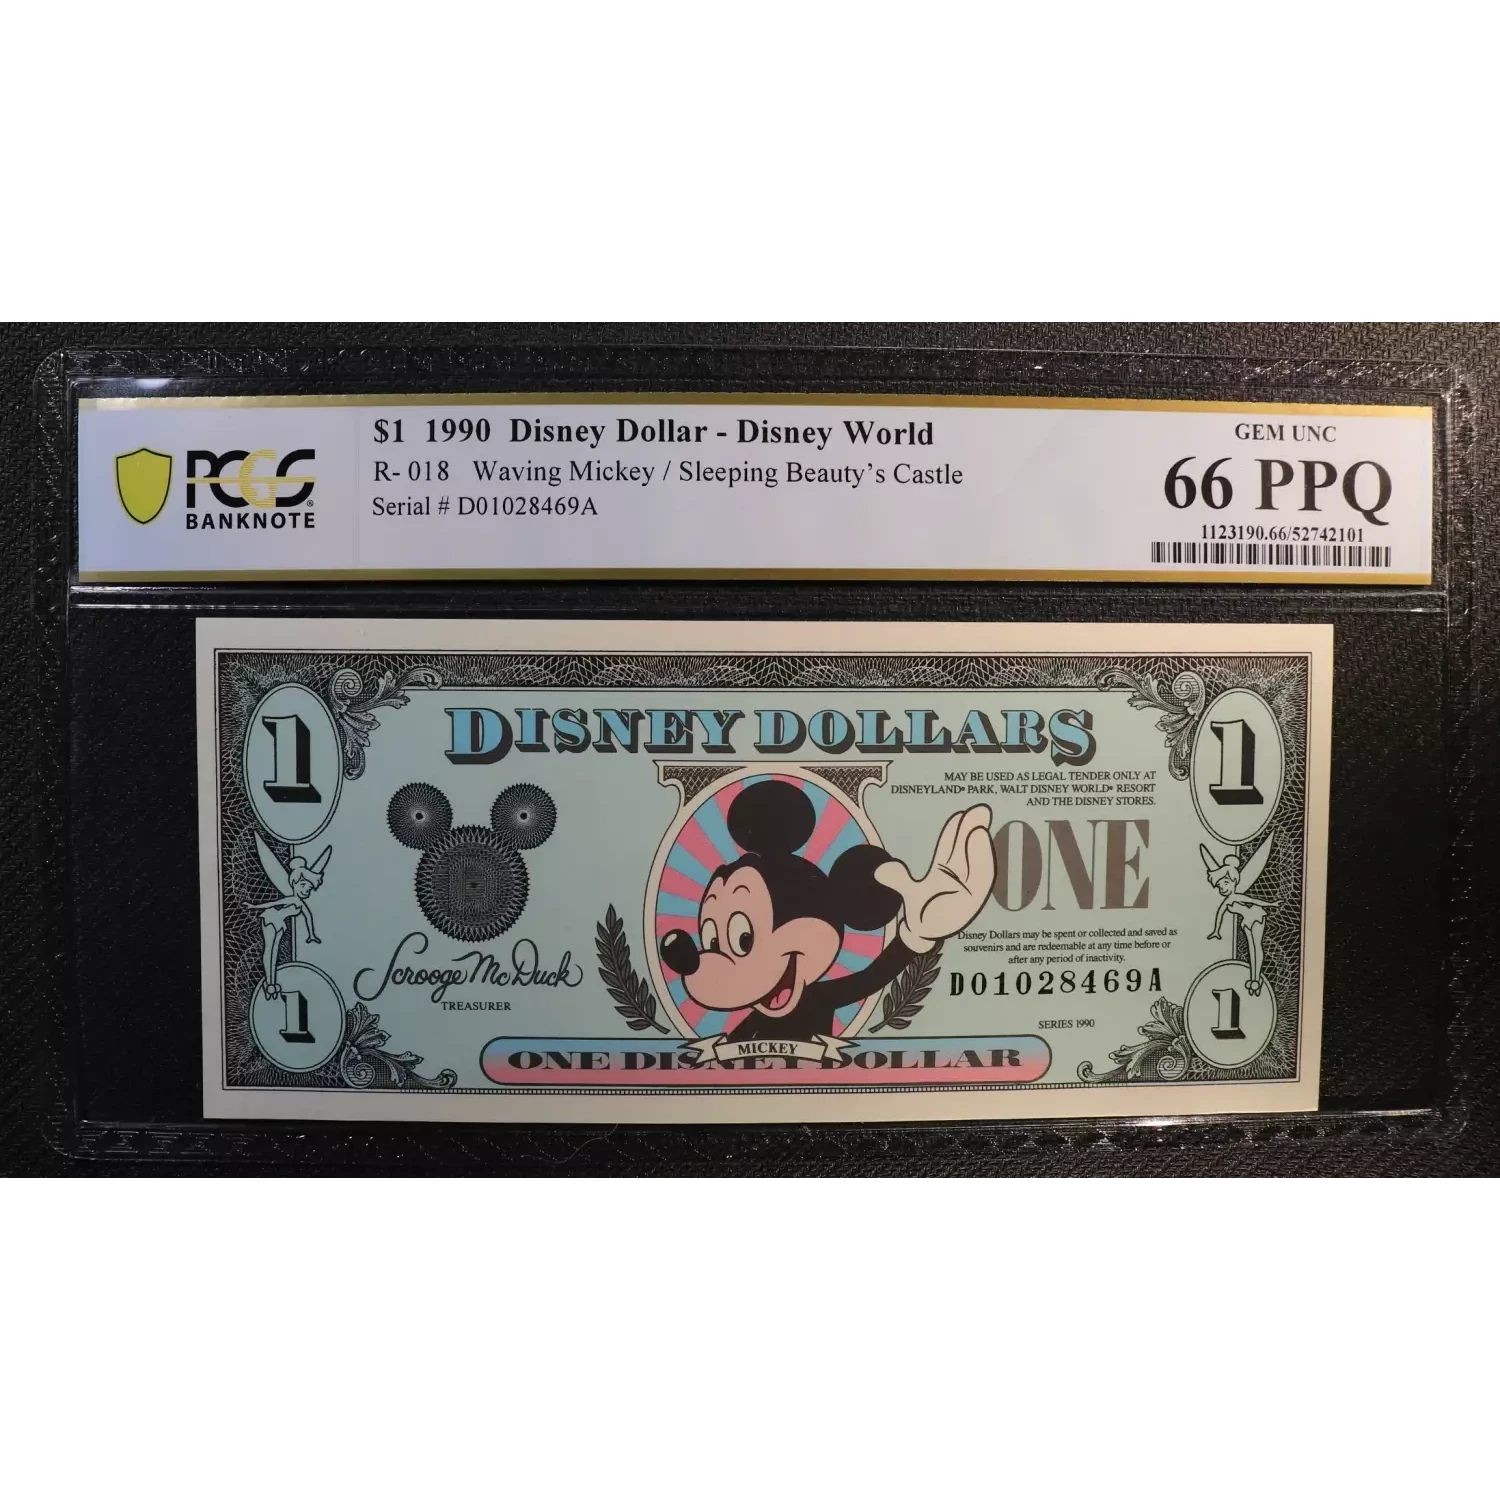 PCGS
BANKNOTE
$1 1990 Disney Dollar - Disney World
R- 018 Waving Mickey / Sleeping Beauty's Castle
Serial # D01028469A
GEM UNC
66 PPQ
1123190.66/52742101
1
1
DISNEY DOLLARS
MAY BE USED AS LEGAL TENDER ONLY AT
DISNEYLAND® PARK, WALT DISNEY WORLD® RESORT
AND THE DISNEY STORES.
ONE
Disney Dollars may be spent or collected and saved as
souvenirs and are redeemable at any time before or
after any period of inactivity.
D01028469A
SERIES 1990
Scrooge McDuck
TREASURER
1
1
MICKEY
ONE DISNEY DOLLAR